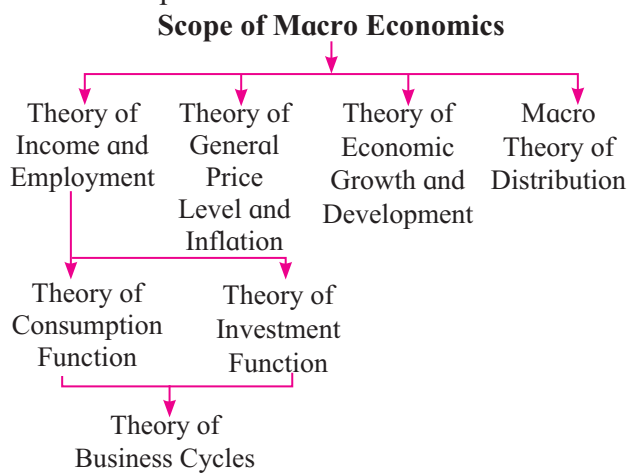 Scope of Macro Economics
Theory of
Income and
Employment
Theory of
General
Price
Level and
Inflation
Theory of
Economic
Growth and
Development
Macro
Theory of
Distribution
Theory of
Consumption
Function
Theory of
Investment
Function
Theory of
Business Cycles